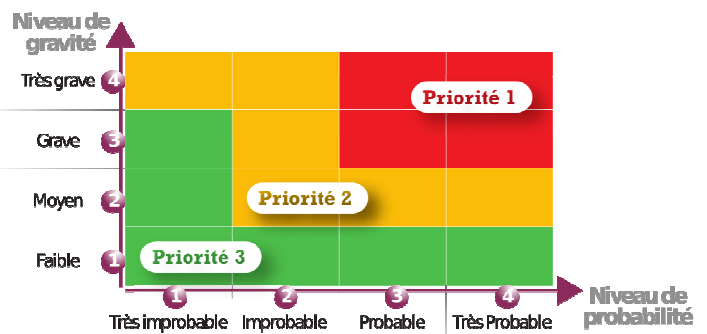 Niveau de
gravité
Très grave 4
Priorité 1
Grave 3
Moyen 2
Priorité 2
Faible 1
Priorité 3
1 2 3 4
Niveau de
probabilité
Très improbable Improbable Probable Très Probable